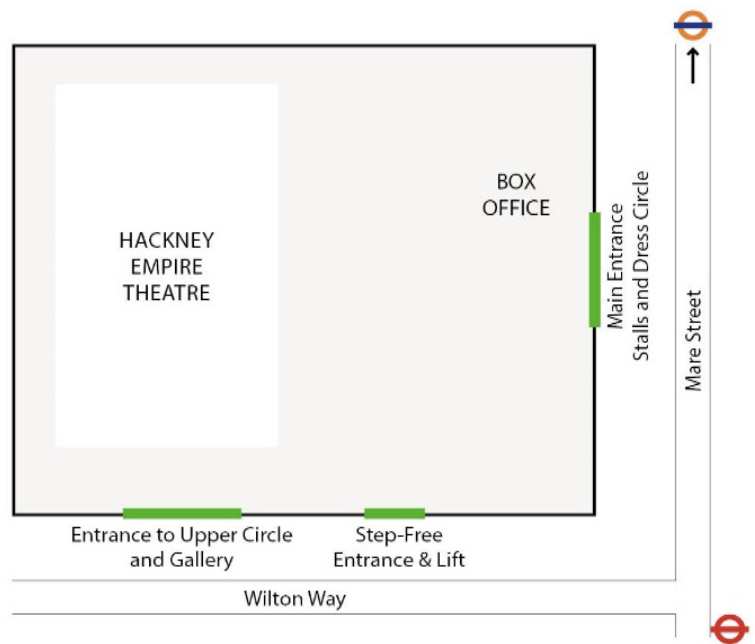 BOX
OFFICE
HACKNEY
EMPIRE
THEATRE
Main Entrance
Stalls and Dress Circle
Mare Street
Entrance to Upper Circle
and Gallery
Step-Free
Entrance & Lift
Wilton Way